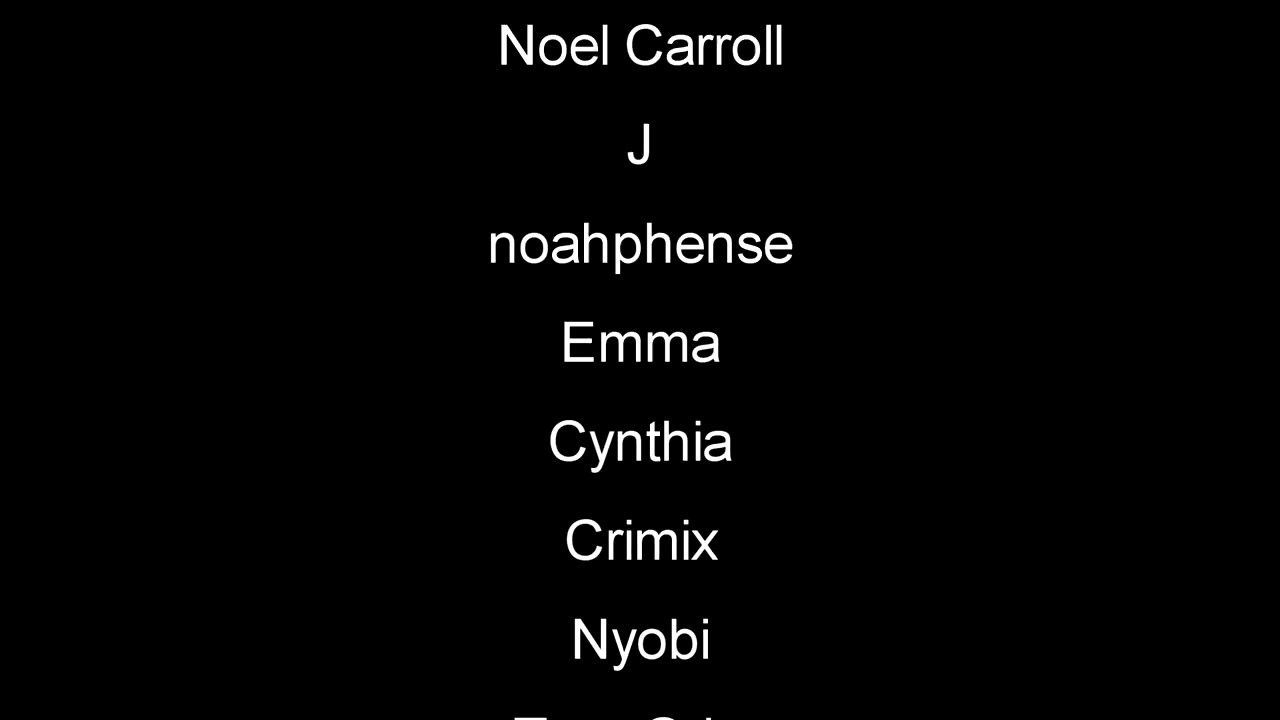 Noel Carroll
J
noahphense
Emma
Cynthia
Crimix
Nyobi